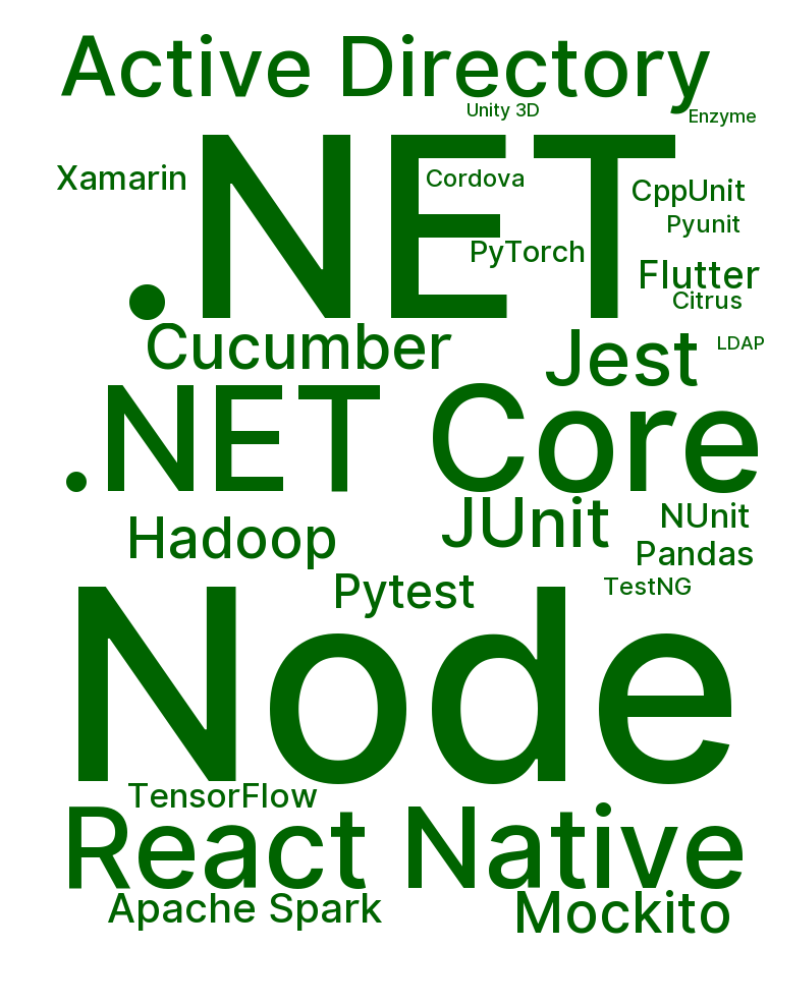 Active Directory
Unity 3D
Enzyme
.NET
Xamarin
Cordova
CppUnit
Pyunit
PyTorch
Flutter
Citrus
Cucumber
Jest
LDAP
.NET Core
Hadoop
JUnit
NUnit
Pandas
Pytest
TestNG
Node
TensorFlow
React Native
Apache Spark
Mockito